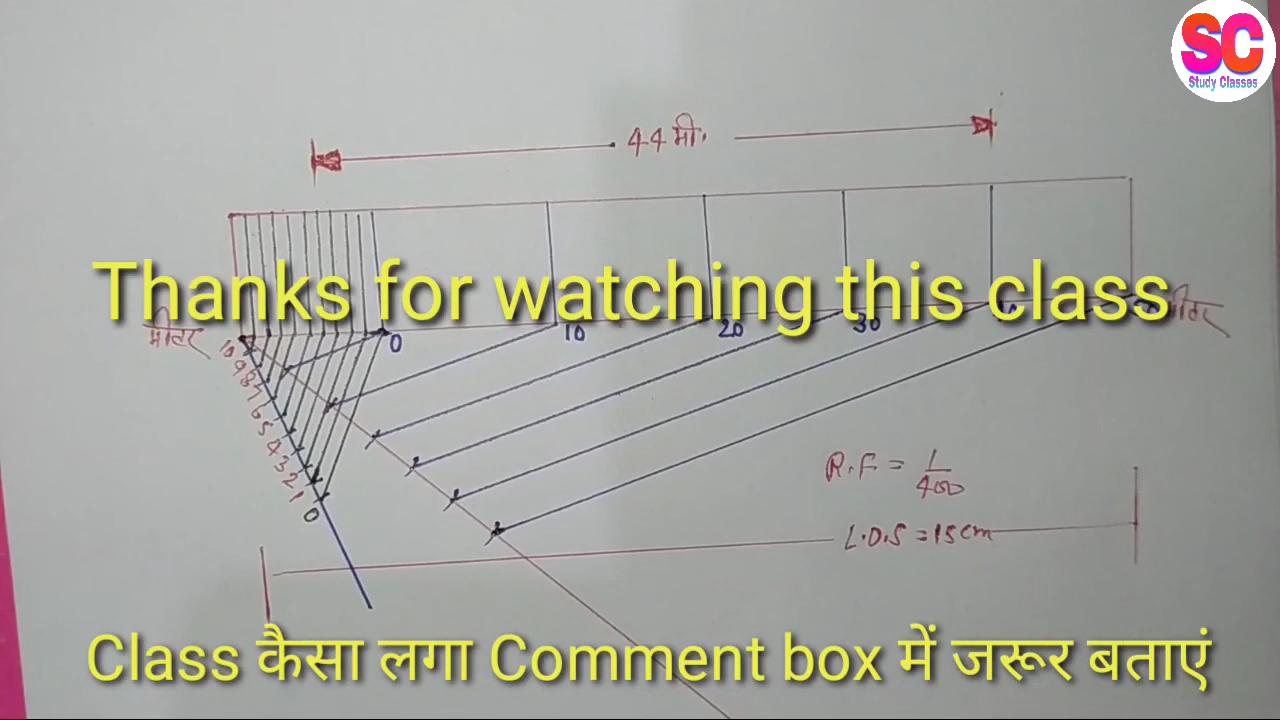 SC
Study Classes
44 मी.
Thanks for watching this class
मीटर
0
10
20
30
10
9
8
7
6
5
4
3
2
1
0
R.F. = 1/400
L.O.S = 15cm
Class कैसा लगा Comment box में जरूर बताएं